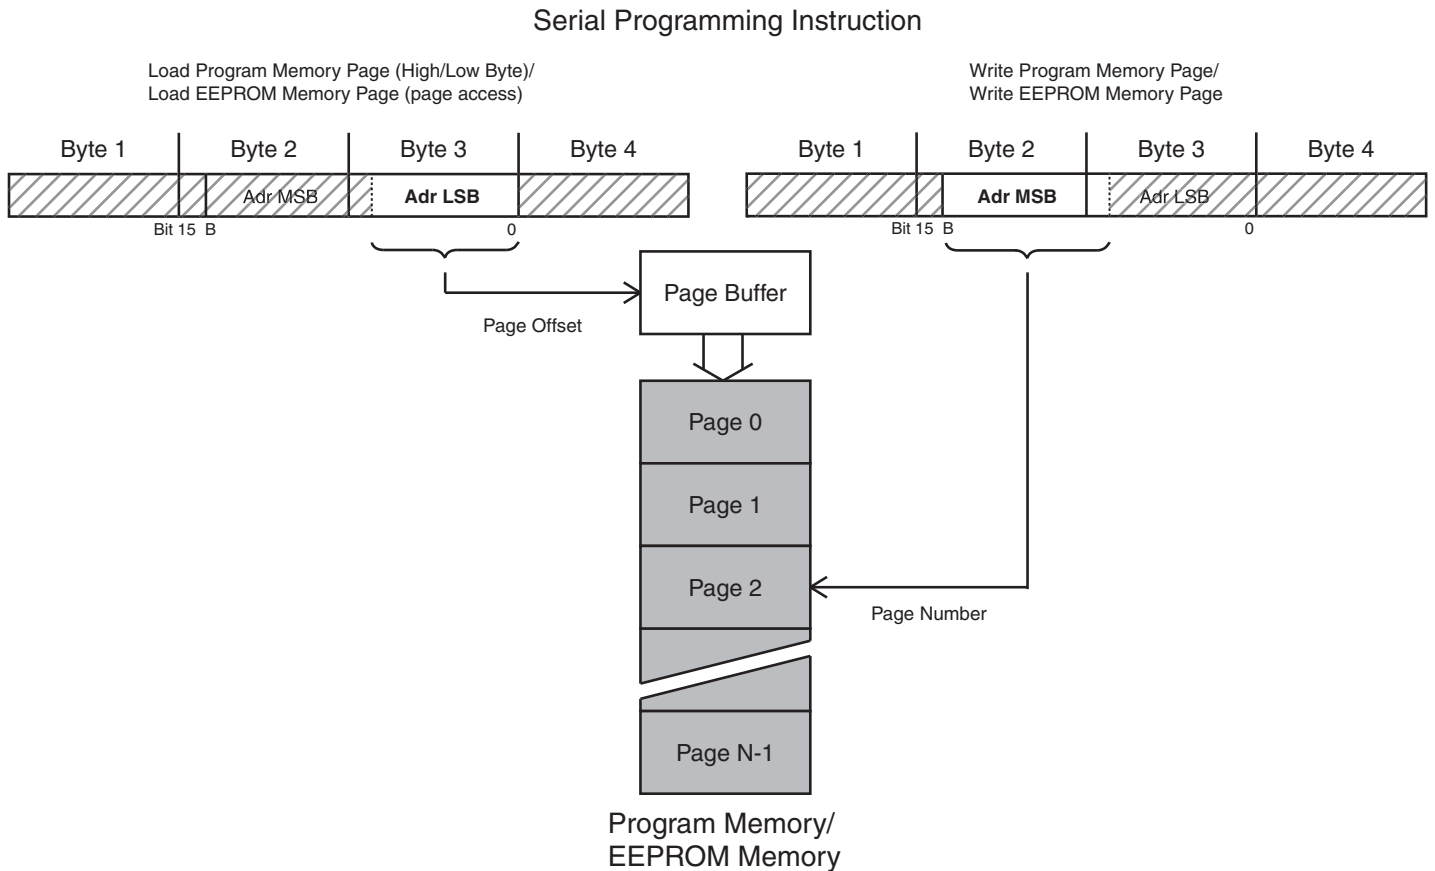 Serial Programming Instruction
Load Program Memory Page (High/Low Byte)/
Load EEPROM Memory Page (page access)
Byte 1 Byte 2 Byte 3 Byte 4
Adr MSB Adr LSB
Bit 15 B 0
Write Program Memory Page/
Write EEPROM Memory Page
Byte 1 Byte 2 Byte 3 Byte 4
Adr MSB Adr LSB
Bit 15 B 0
Page Buffer
Page Offset
Page 0
Page 1
Page 2
Page Number
Page N-1
Program Memory/
EEPROM Memory